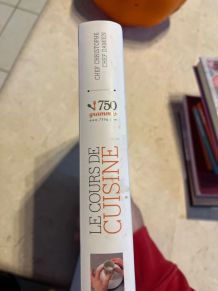 CHEF CHRISTOPHE
CHEF DAMIEN
750
grammes
LE COURS DE
CUISINE